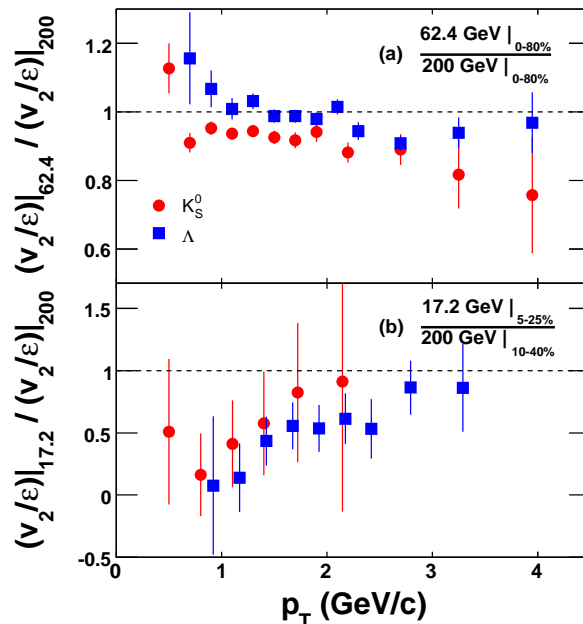 (v₂/ε)|₆₂.₄ / (v₂/ε)|₂₀₀
1.2
1
0.8
0.6
(a)
62.4 GeV|₀₋₈₀%
200 GeV|₀₋₈₀%
K⁰_S
Λ
(v₂/ε)|₁₇.₂ / (v₂/ε)|₂₀₀
1.5
1
0.5
0
-0.5
(b)
17.2 GeV|₅₋₂₅%
200 GeV|₁₀₋₄₀%
0 1 2 3 4
p_T (GeV/c)